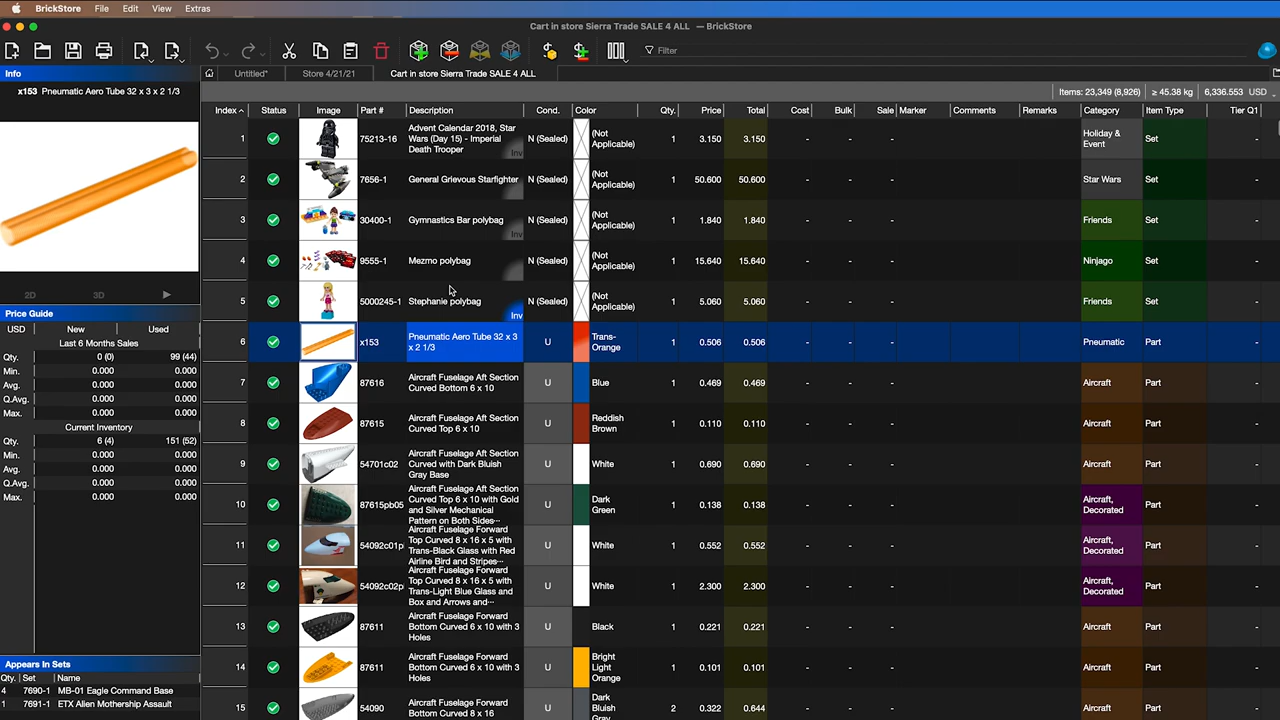 BrickStore File Edit View Extras
Cart in store Sierra Trade SALE 4 ALL — BrickStore
Filter
Info
Untitled* Store 4/21/21 Cart in store Sierra Trade SALE 4 ALL
x153 Pneumatic Aero Tube 32 x 3 x 2 1/3
Items: 23,349 (8,926) ≥ 45.38 kg 6,336.553 USD
Index Status Image Part # Description Cond. Color Qty. Price Total Cost Bulk Sale Marker Comments Remarks Category Item Type Tier Q1
1 75213-16 Advent Calendar 2018, Star Wars (Day 15) - Imperial Death Trooper Inv N (Sealed) (Not Applicable) 1 3.150 3.150 - - - Holiday & Event Set -
2 7656-1 General Grievous Starfighter N (Sealed) (Not Applicable) 1 50.600 50.600 - - - Star Wars Set -
3 30400-1 Gymnastics Bar polybag Inv N (Sealed) (Not Applicable) 1 1.840 1.840 - - - Friends Set -
4 9555-1 Mezmo polybag N (Sealed) (Not Applicable) 1 15.640 15.640 - - - Ninjago Set -
5 5000245-1 Stephanie polybag Inv N (Sealed) (Not Applicable) 1 5.060 5.060 - - - Friends Set -
6 x153 Pneumatic Aero Tube 32 x 3 x 2 1/3 U Trans-Orange 1 0.506 0.506 - - - Pneumatic Part -
7 87616 Aircraft Fuselage Aft Section Curved Bottom 6 x 10 U Blue 1 0.469 0.469 - - - Aircraft Part -
8 87615 Aircraft Fuselage Aft Section Curved Top 6 x 10 U Reddish Brown 1 0.110 0.110 - - - Aircraft Part -
9 54701c02 Aircraft Fuselage Aft Section Curved with Dark Bluish Gray Base U White 1 0.690 0.690 - - - Aircraft Part -
10 87615pb05 Aircraft Fuselage Aft Section Curved Top 6 x 10 with Gold and Silver Mechanical Pattern on Both Sides… U Dark Green 1 0.138 0.138 - - - Aircraft, Decorated Part -
11 54092c01p Aircraft Fuselage Forward Top Curved 8 x 16 x 5 with Trans-Black Glass with Red Airline Bird and Stripes… U White 1 0.552 0.552 - - - Aircraft, Decorated Part -
12 54092c02p Aircraft Fuselage Forward Top Curved 8 x 16 x 5 with Trans-Light Blue Glass and Box and Arrows and… U White 1 2.300 2.300 - - - Aircraft, Decorated Part -
13 87611 Aircraft Fuselage Forward Bottom Curved 6 x 10 with 3 Holes U Black 1 0.221 0.221 - - - Aircraft Part -
14 87611 Aircraft Fuselage Forward Bottom Curved 6 x 10 with 3 Holes U Bright Light Orange 1 0.101 0.101 - - - Aircraft Part -
15 54090 Aircraft Fuselage Forward Bottom Curved 8 x 16 U Dark Bluish Gray 2 0.322 0.644 - - - Aircraft Part -
2D 3D
Price Guide
USD New Used
Last 6 Months Sales
Qty. 0 (0) 99 (44)
Min. 0.000 0.000
Avg. 0.000 0.000
Q.Avg. 0.000 0.000
Max. 0.000 0.000
Current Inventory
Qty. 6 (4) 151 (52)
Min. 0.000 0.000
Avg. 0.000 0.000
Q.Avg. 0.000 0.000
Max. 0.000 0.000
Appears In Sets
Qty. Set Name
4 7690-1 MB-01 Eagle Command Base
1 7691-1 ETX Alien Mothership Assault